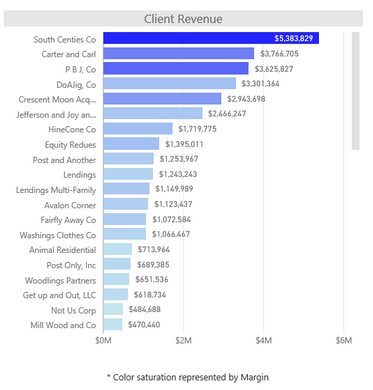 Client Revenue
South Centies Co $5,383,829
Carter and Carl $3,766,705
P B J, Co $3,625,827
DoAJig, Co $3,301,364
Crescent Moon Acq... $2,943,698
Jefferson and Joy an... $2,466,247
HineCone Co $1,719,775
Equity Redues $1,395,011
Post and Another $1,253,967
Lendings $1,243,243
Lendings Multi-Family $1,149,989
Avalon Corner $1,123,437
Fairfly Away Co $1,072,584
Washings Clothes Co $1,066,467
Animal Residential $713,964
Post Only, Inc $689,385
Woodlings Partners $651,536
Get up and Out, LLC $618,734
Not Us Corp $484,688
Mill Wood and Co $470,440
$0M $2M $4M $6M
* Color saturation represented by Margin